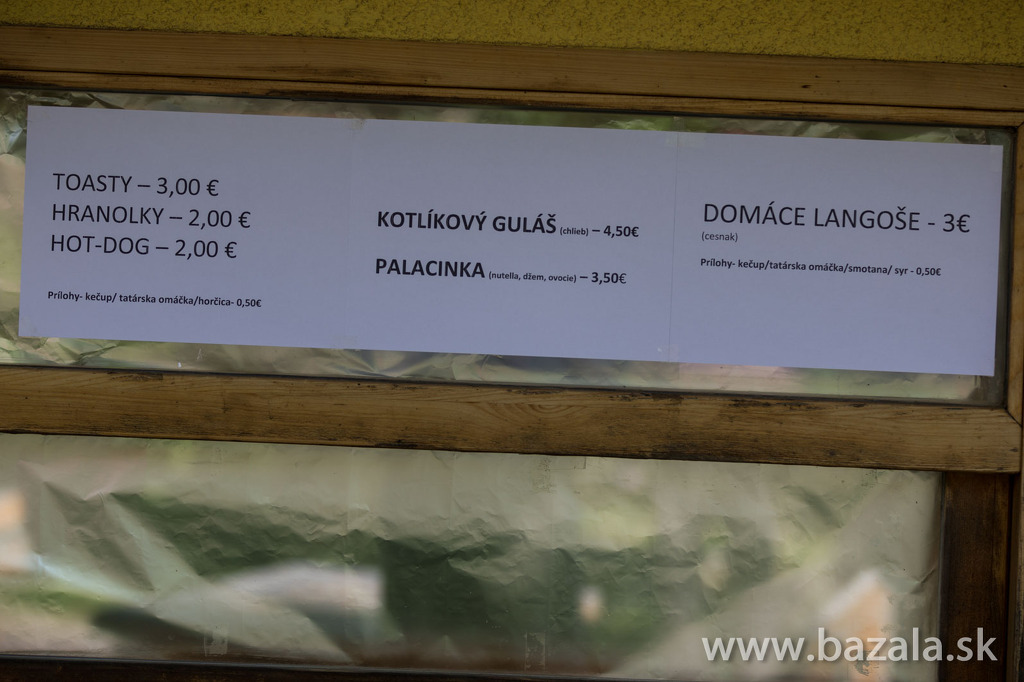 TOASTY – 3,00 €
HRANOLKY – 2,00 €
HOT-DOG – 2,00 €
Prílohy- kečup/ tatárska omáčka/horčica- 0,50€
KOTLÍKOVÝ GULÁŠ (chlieb) – 4,50€
PALACINKA (nutella, džem, ovocie) – 3,50€
DOMÁCE LANGOŠE - 3€
(cesnak)
Prílohy- kečup/tatárska omáčka/smotana/ syr - 0,50€
www.bazala.sk